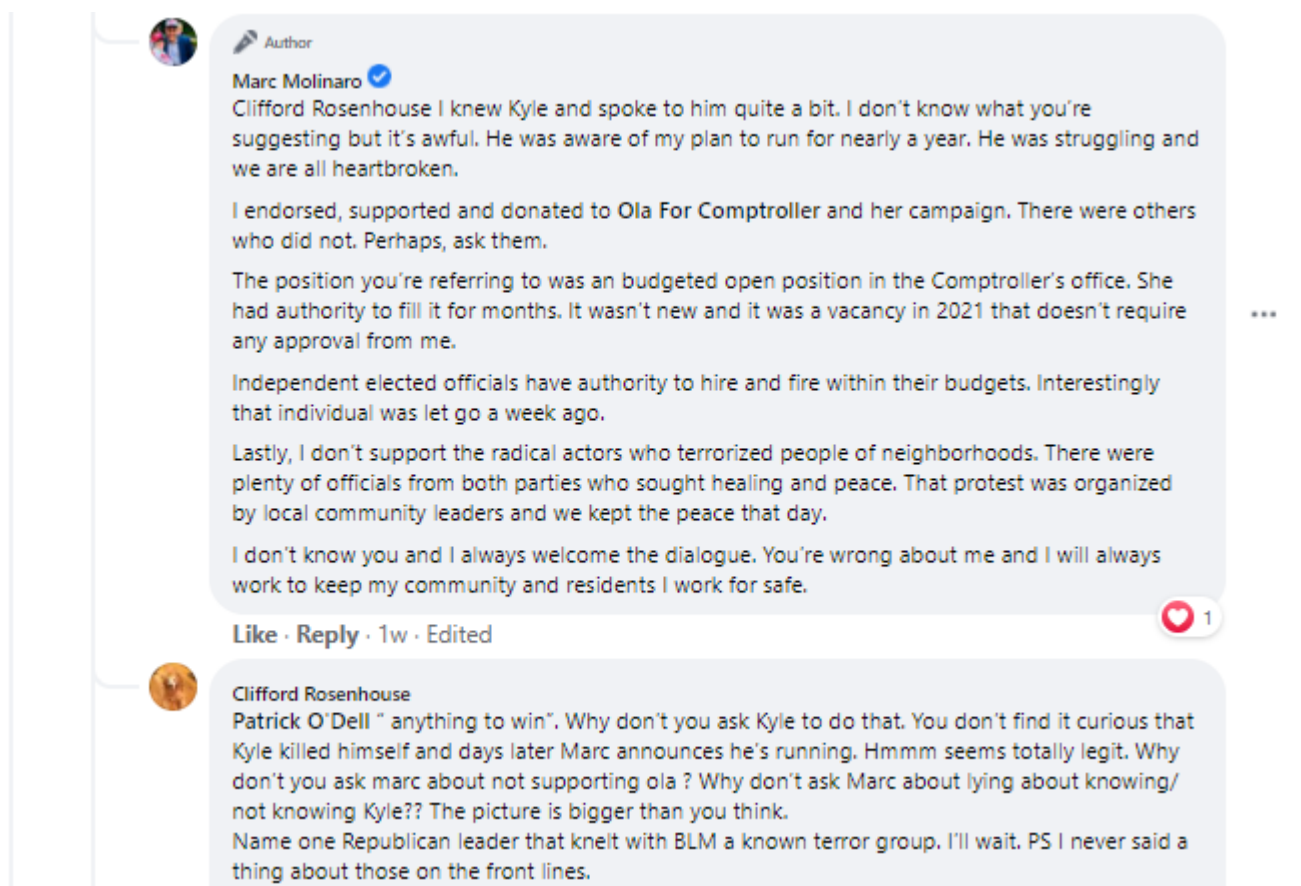 Author
Marc Molinaro
Clifford Rosenhouse I knew Kyle and spoke to him quite a bit. I don't know what you're
suggesting but it's awful. He was aware of my plan to run for nearly a year. He was struggling and
we are all heartbroken.
I endorsed, supported and donated to Ola For Comptroller and her campaign. There were others
who did not. Perhaps, ask them.
The position you're referring to was an budgeted open position in the Comptroller's office. She
had authority to fill it for months. It wasn't new and it was a vacancy in 2021 that doesn't require
any approval from me.
Independent elected officials have authority to hire and fire within their budgets. Interestingly
that individual was let go a week ago.
Lastly, I don't support the radical actors who terrorized people of neighborhoods. There were
plenty of officials from both parties who sought healing and peace. That protest was organized
by local community leaders and we kept the peace that day.
I don't know you and I always welcome the dialogue. You're wrong about me and I will always
work to keep my community and residents I work for safe.
1
Like · Reply · 1w · Edited
Clifford Rosenhouse
Patrick O'Dell " anything to win". Why don't you ask Kyle to do that. You don't find it curious that
Kyle killed himself and days later Marc announces he's running. Hmmm seems totally legit. Why
don't you ask marc about not supporting ola ? Why don't ask Marc about lying about knowing/
not knowing Kyle?? The picture is bigger than you think.
Name one Republican leader that knelt with BLM a known terror group. I'll wait. PS I never said a
thing about those on the front lines.